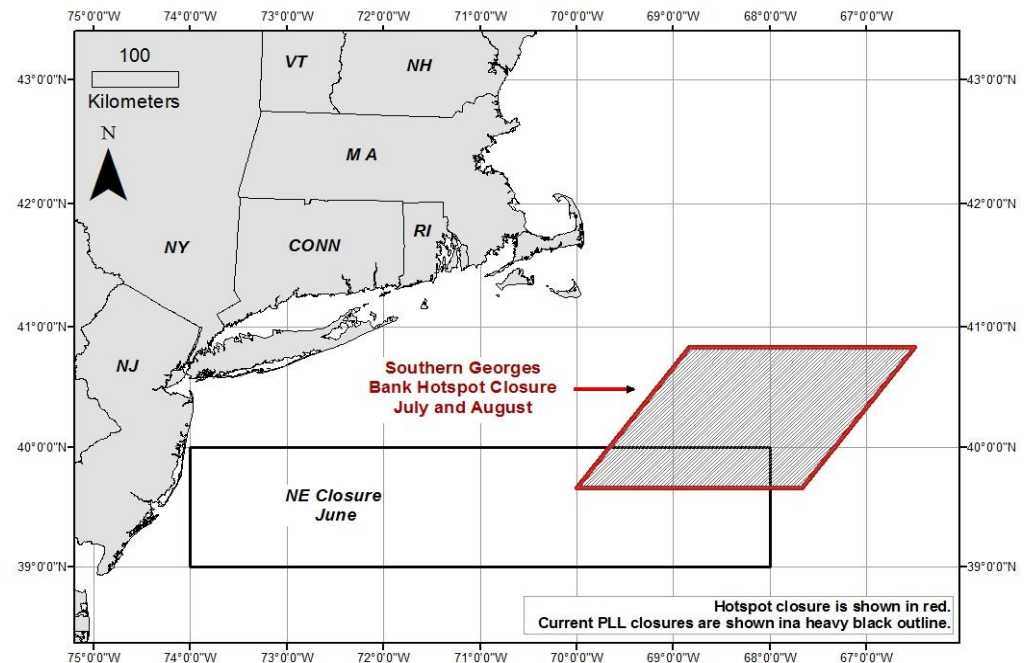 75°0'0"W 74°0'0"W 73°0'0"W 72°0'0"W 71°0'0"W 70°0'0"W 69°0'0"W 68°0'0"W 67°0'0"W
100
Kilometers
N
VT
NH
43°0'0"N
43°0'0"N
M A
42°0'0"N
42°0'0"N
NY
CONN
RI
41°0'0"N
41°0'0"N
NJ
Southern Georges
Bank Hotspot Closure
July and August
40°0'0"N
40°0'0"N
NE Closure
June
39°0'0"N
39°0'0"N
Hotspot closure is shown in red.
Current PLL closures are shown ina heavy black outline.
75°0'0"W 74°0'0"W 73°0'0"W 72°0'0"W 71°0'0"W 70°0'0"W 69°0'0"W 68°0'0"W 67°0'0"W